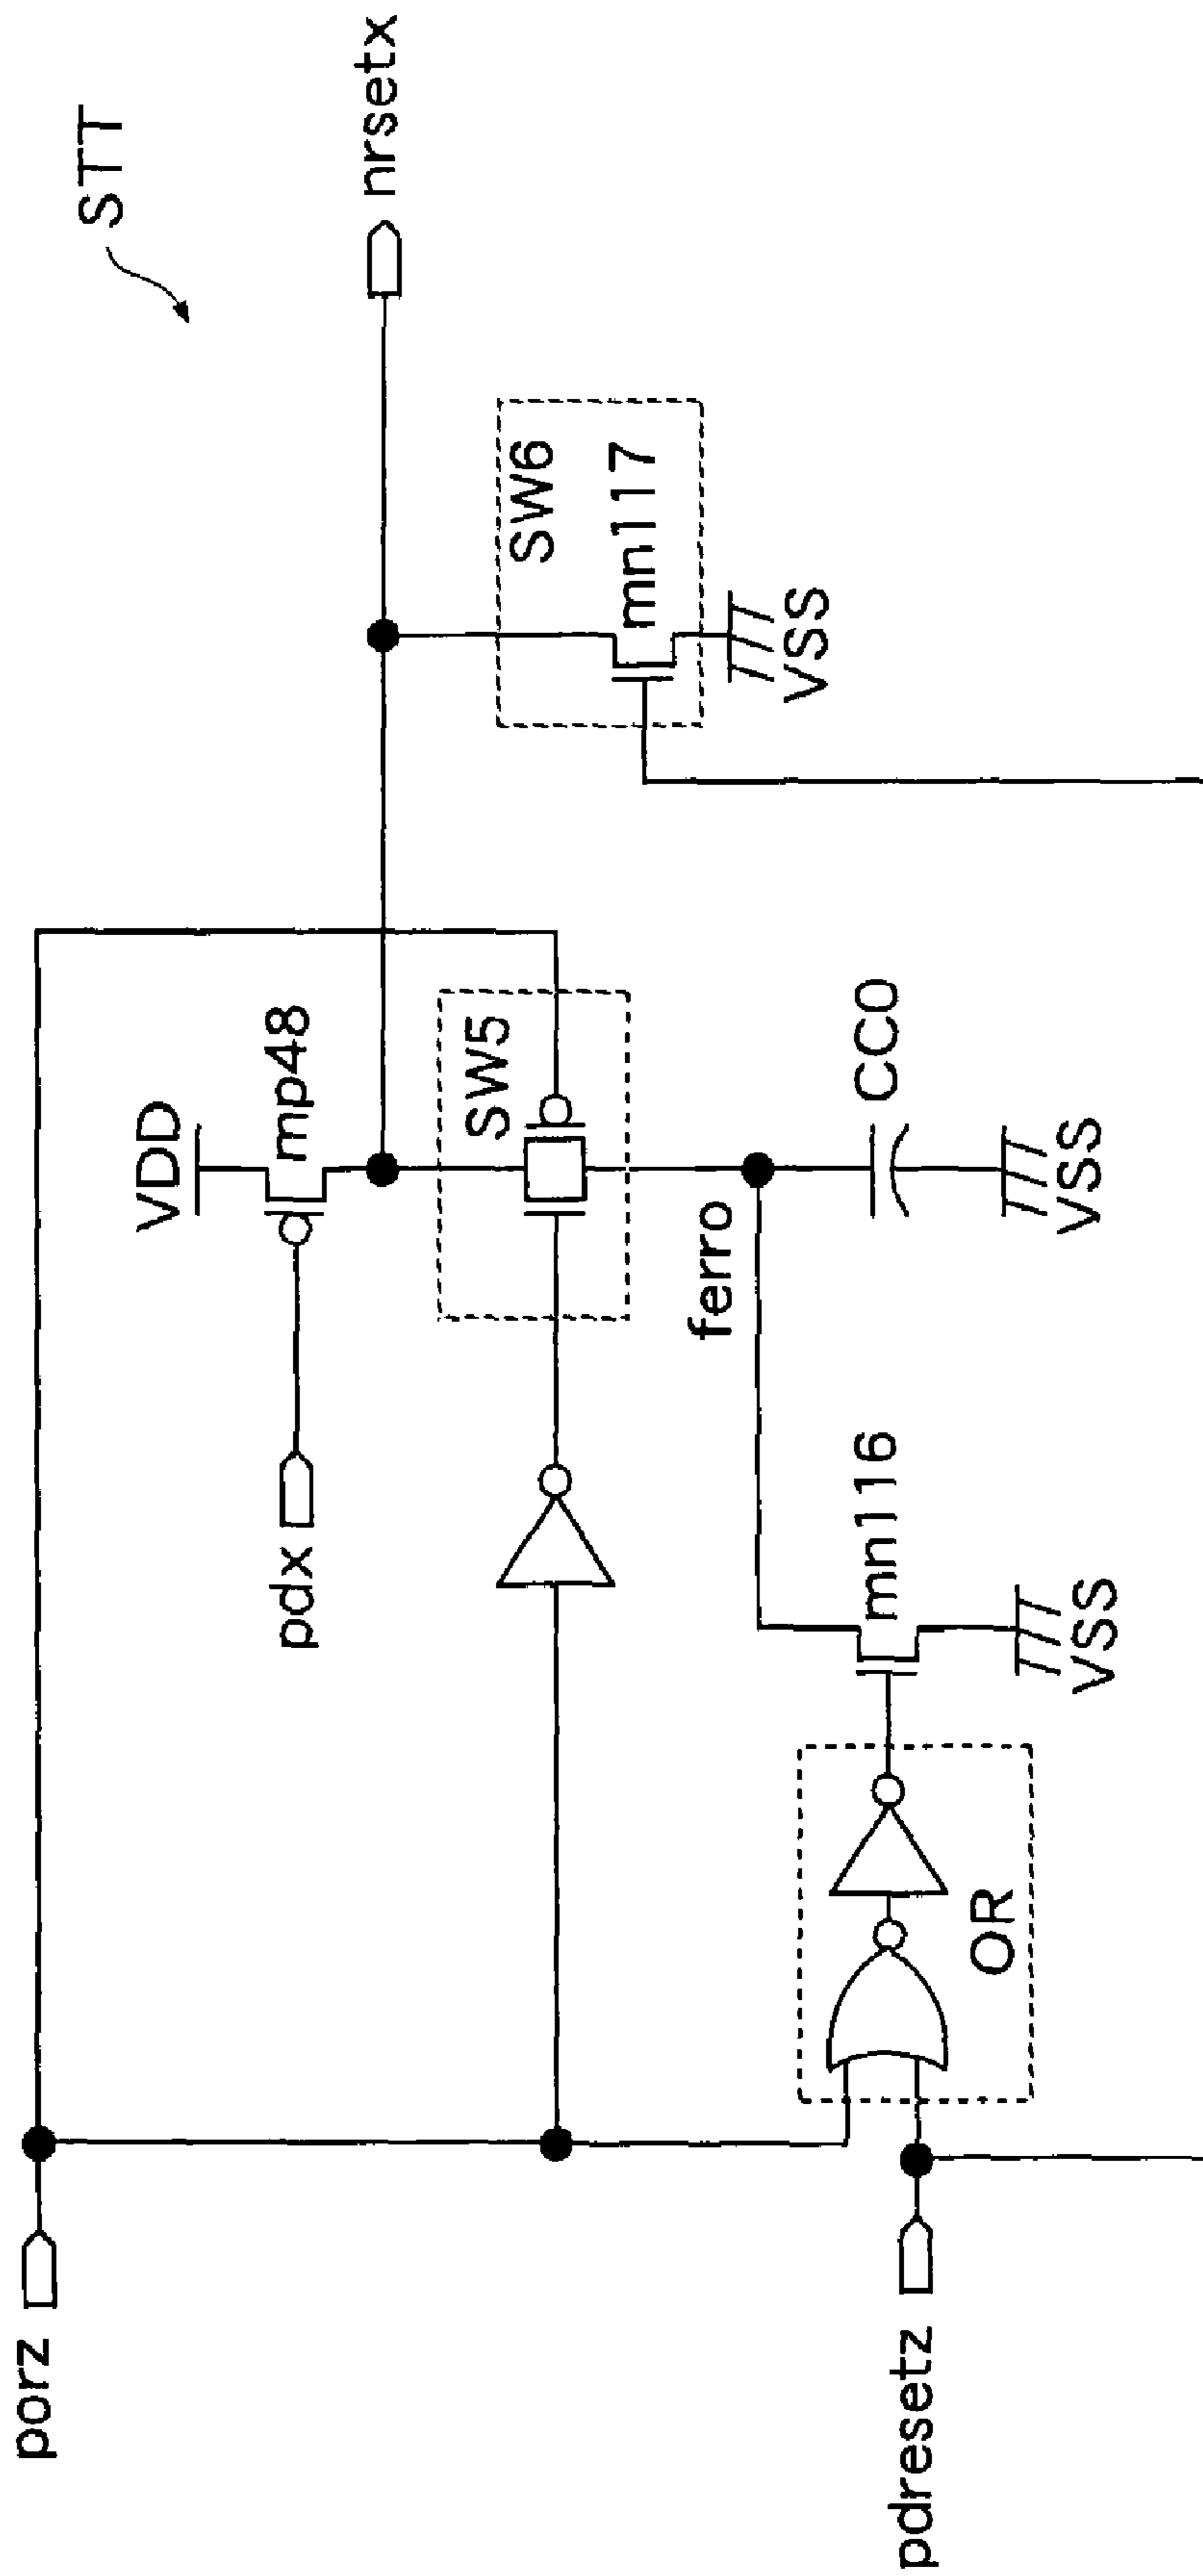 STT
porz
nrsetx
VDD
mp48
pdx
SW5
SW6
mn117
VSS
ferro
CC0
VSS
mn116
VSS
OR
pdresetz